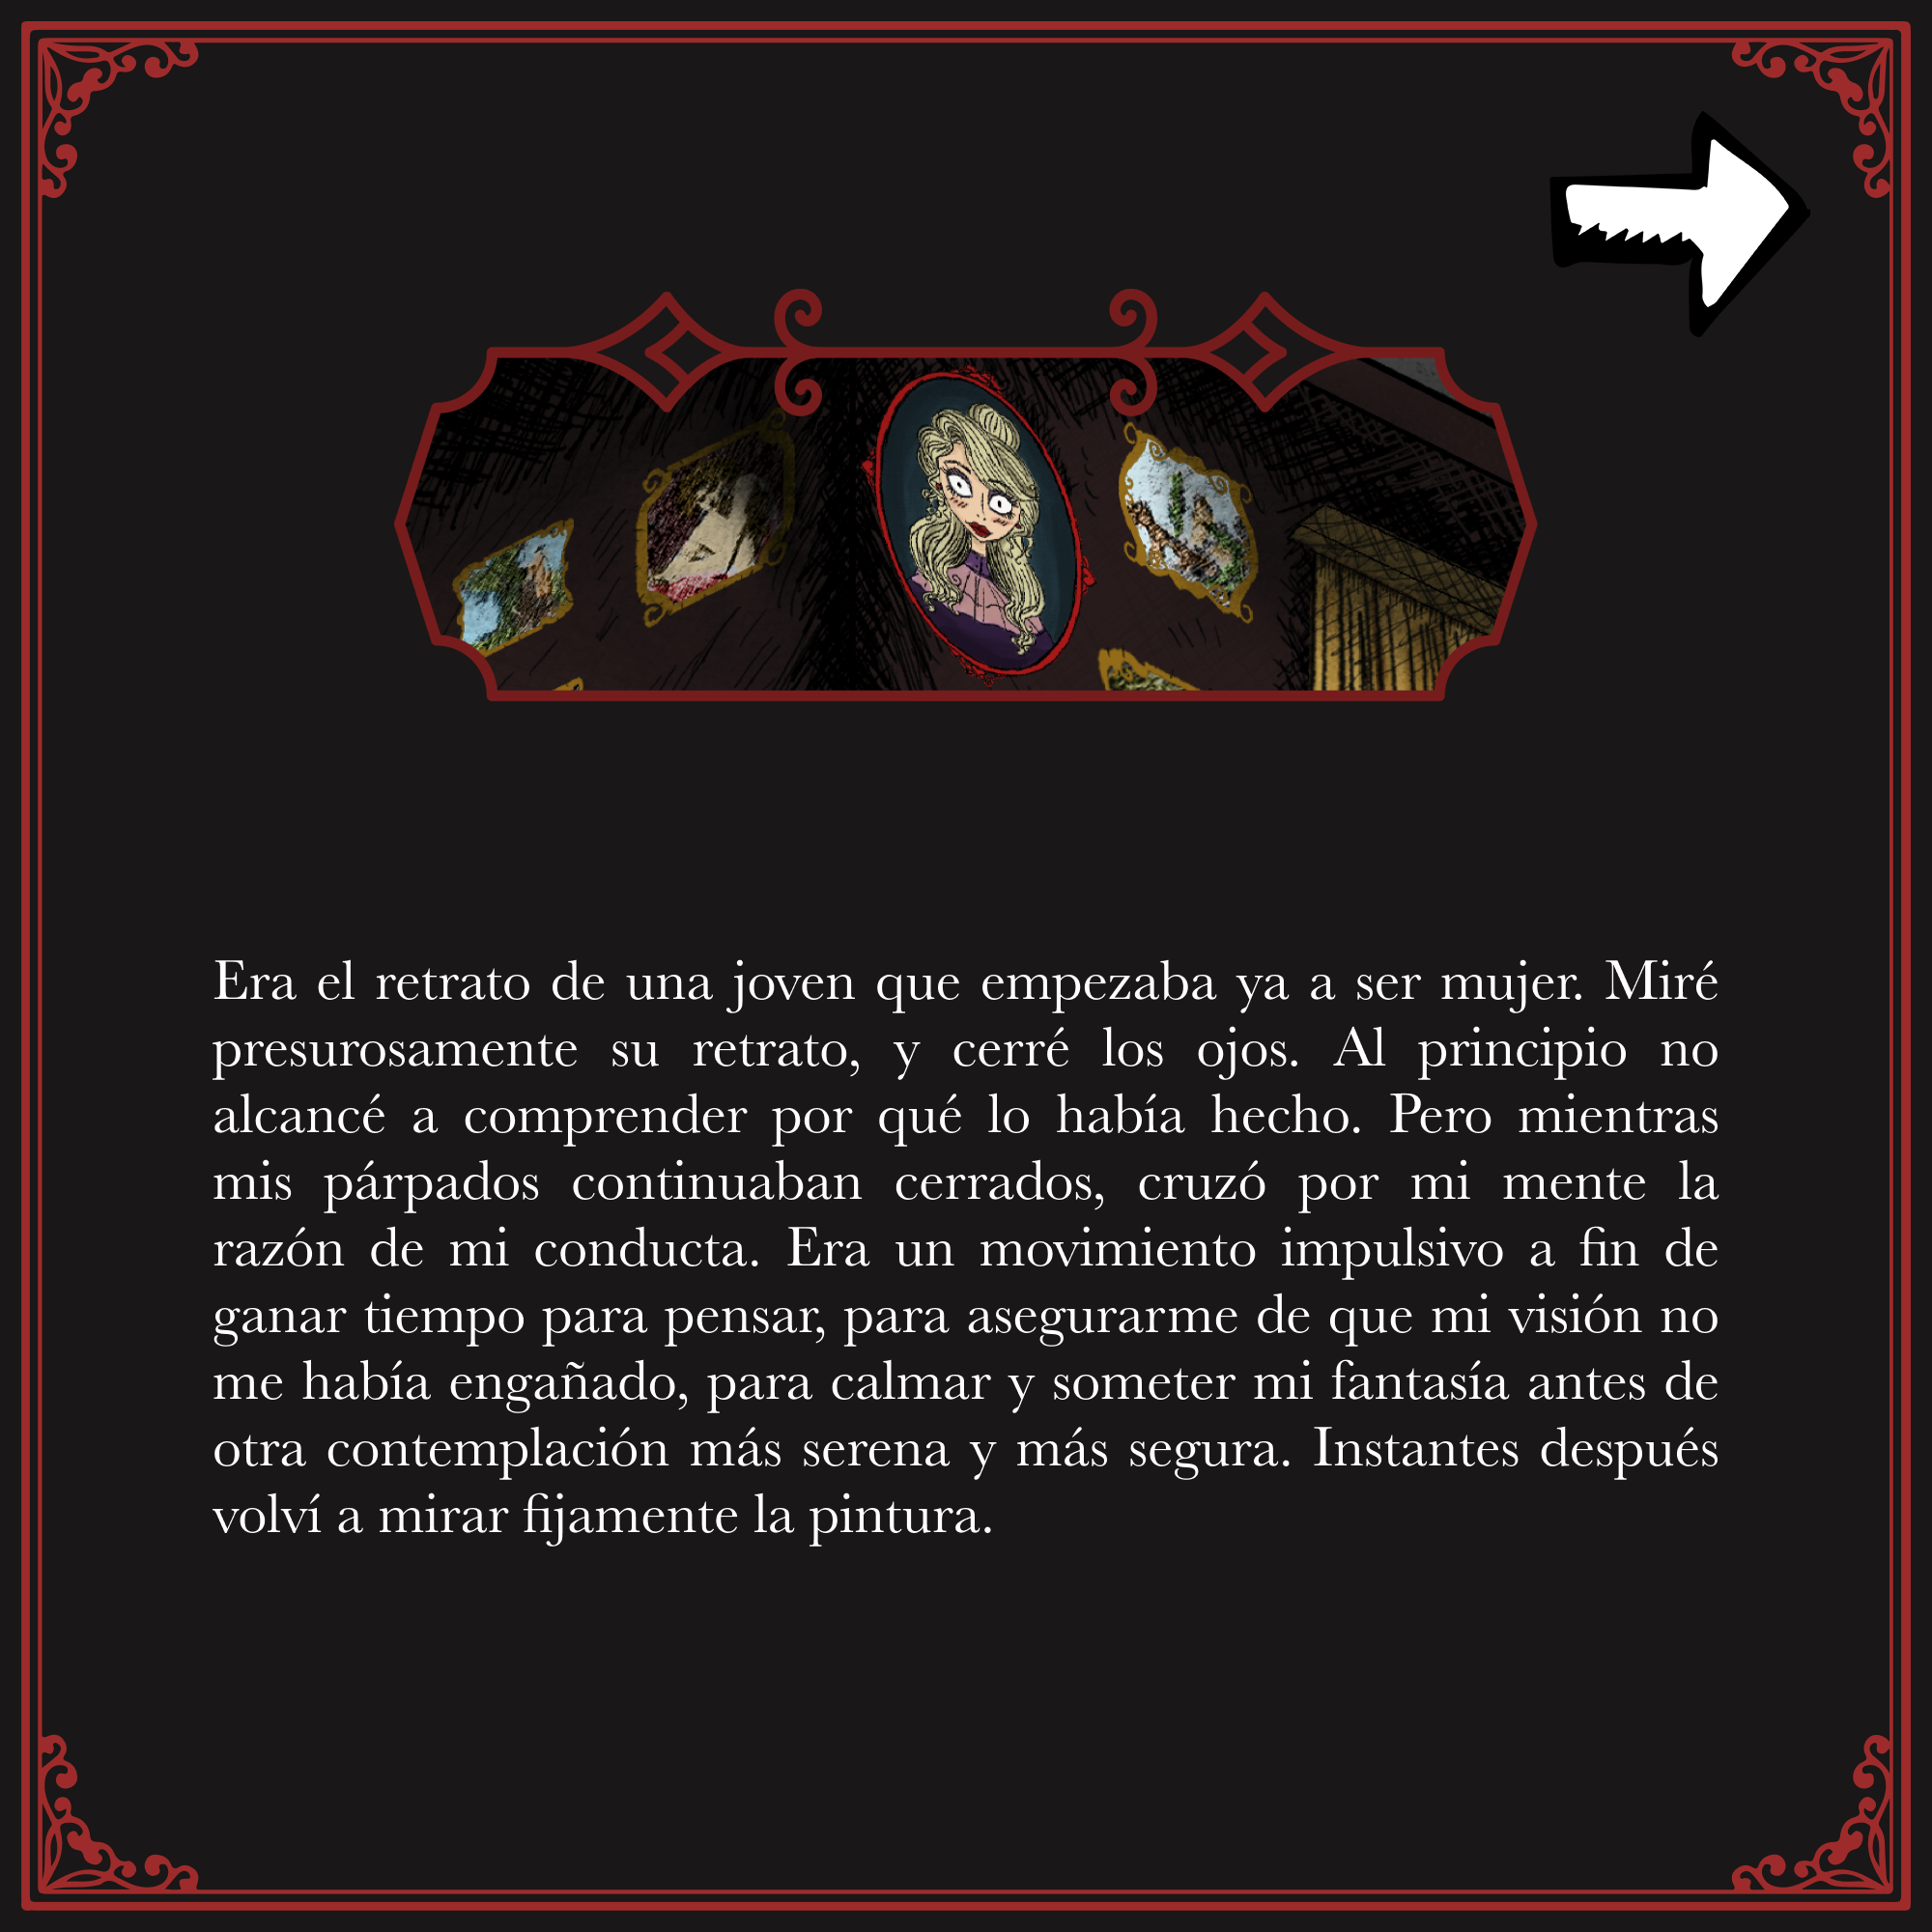 Era el retrato de una joven que empezaba ya a ser mujer. Miré
presurosamente su retrato, y cerré los ojos. Al principio no
alcancé a comprender por qué lo había hecho. Pero mientras
mis párpados continuaban cerrados, cruzó por mi mente la
razón de mi conducta. Era un movimiento impulsivo a fin de
ganar tiempo para pensar, para asegurarme de que mi visión no
me había engañado, para calmar y someter mi fantasía antes de
otra contemplación más serena y más segura. Instantes después
volví a mirar fijamente la pintura.